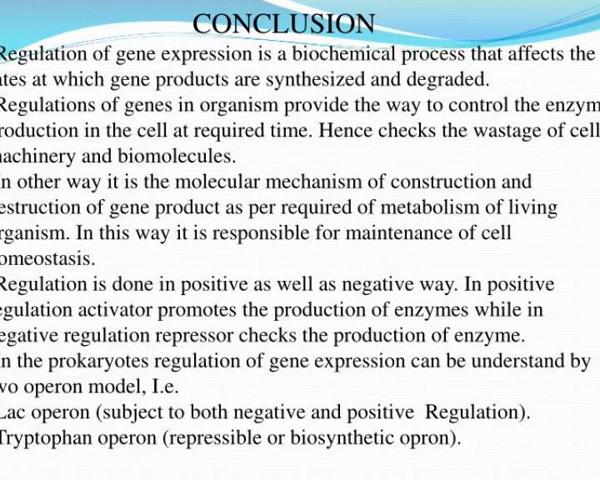 CONCLUSION
Regulation of gene expression is a biochemical process that affects the
ates at which gene products are synthesized and degraded.
Regulations of genes in organism provide the way to control the enzym
roduction in the cell at required time. Hence checks the wastage of cell
achinery and biomolecules.
n other way it is the molecular mechanism of construction and
estruction of gene product as per required of metabolism of living
rganism. In this way it is responsible for maintenance of cell
omeostasis.
Regulation is done in positive as well as negative way. In positive
egulation activator promotes the production of enzymes while in
egative regulation repressor checks the production of enzyme.
n the prokaryotes regulation of gene expression can be understand by
wo operon model, I.e.
Lac operon (subject to both negative and positive Regulation).
Tryptophan operon (repressible or biosynthetic opron).